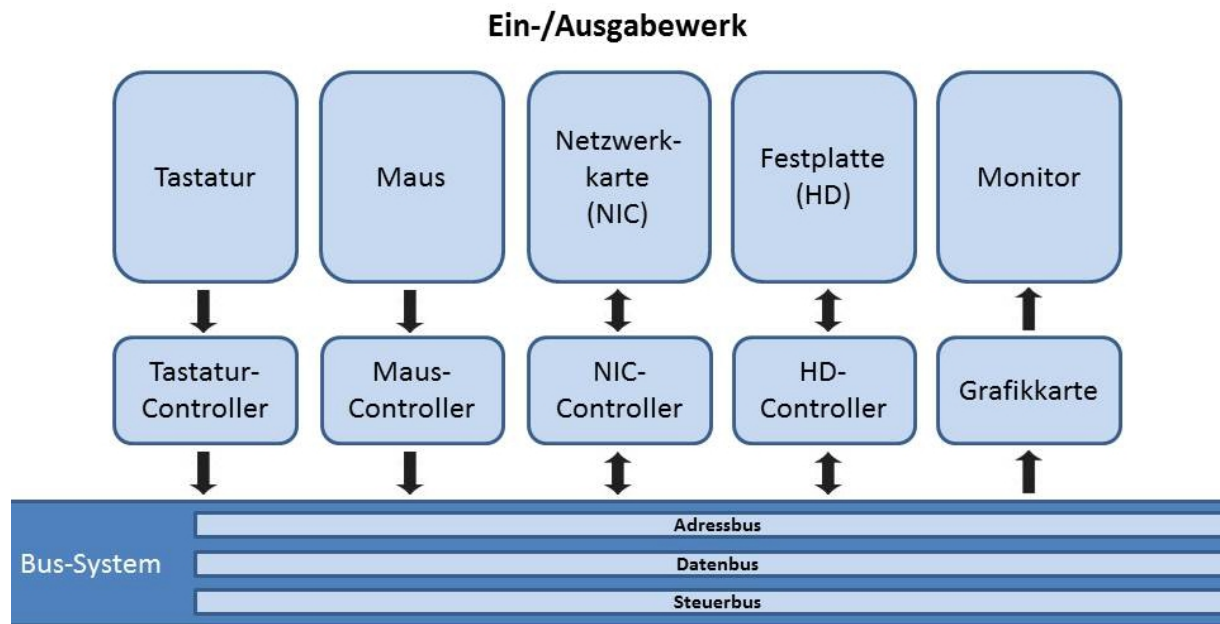 Ein-/Ausgabewerk
Tastatur
Maus
Netzwerk-
karte
(NIC)
Festplatte
(HD)
Monitor
Tastatur-
Controller
Maus-
Controller
NIC-
Controller
HD-
Controller
Grafikkarte
Bus-System
Adressbus
Datenbus
Steuerbus